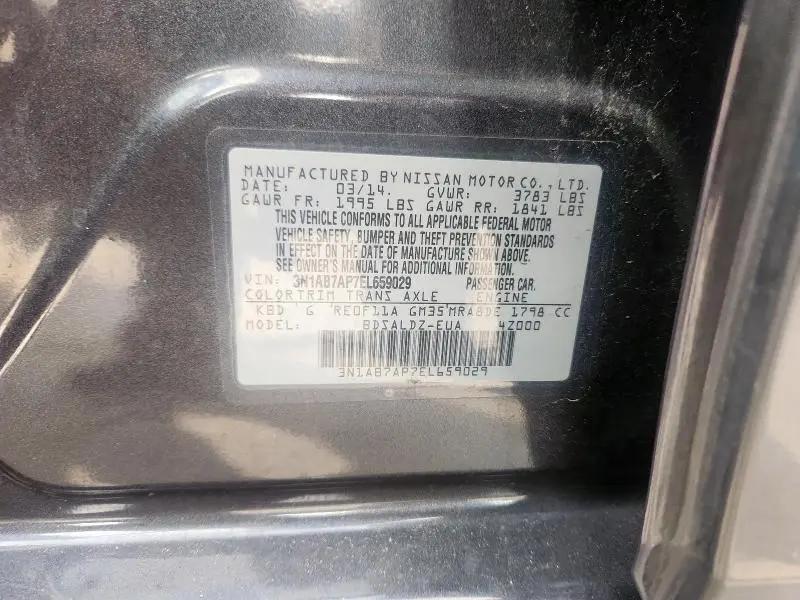 MANUFACTURED BY NISSAN MOTOR CO., LTD.
DATE: 03/14. GVWR: 3783 LBS
GAWR FR: 1995 LBS GAWR RR: 1841 LBS
THIS VEHICLE CONFORMS TO ALL APPLICABLE FEDERAL MOTOR
VEHICLE SAFETY, BUMPER AND THEFT PREVENTION STANDARDS
IN EFFECT ON THE DATE OF MANUFACTURE SHOWN ABOVE.
SEE OWNER'S MANUAL FOR ADDITIONAL INFORMATION.
VIN: 3N1AB7AP7EL659029 PASSENGER CAR.
COLORTRIM TRANS AXLE ENGINE
KBD G RE0F11A GM35 MRA8DE 1798 CC
MODEL: BDSALDZ-EUA 4Z000
3N1AB7AP7EL659029